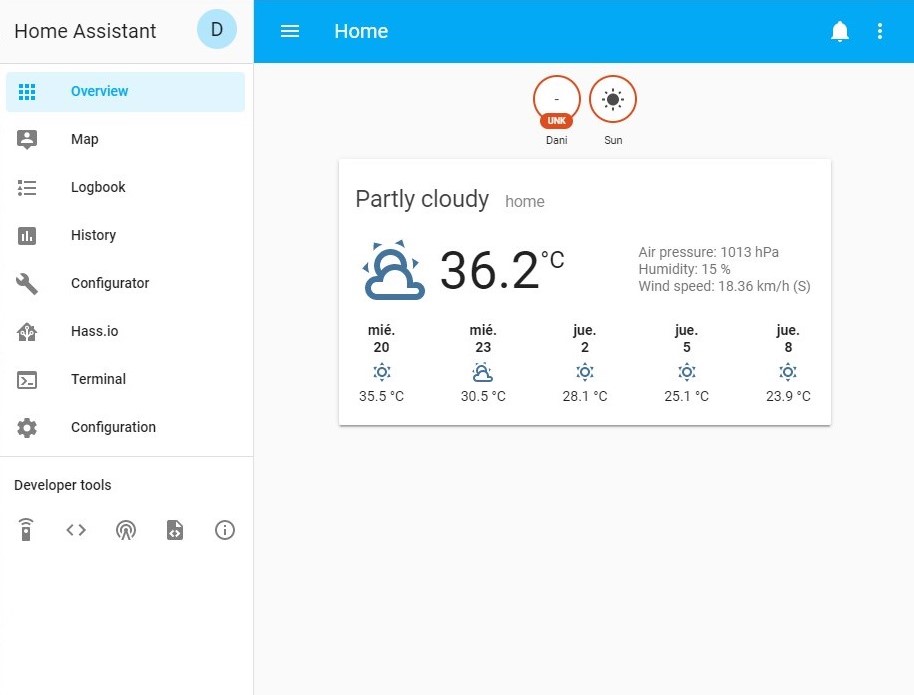 Home Assistant
D
Home
Overview
Map
Logbook
History
Configurator
Hass.io
Terminal
Configuration
Developer tools
-
UNK
Dani
Sun
Partly cloudy home
36.2°C
Air pressure: 1013 hPa
Humidity: 15 %
Wind speed: 18.36 km/h (S)
mié. mié. jue. jue. jue.
20 23 2 5 8
35.5 °C 30.5 °C 28.1 °C 25.1 °C 23.9 °C